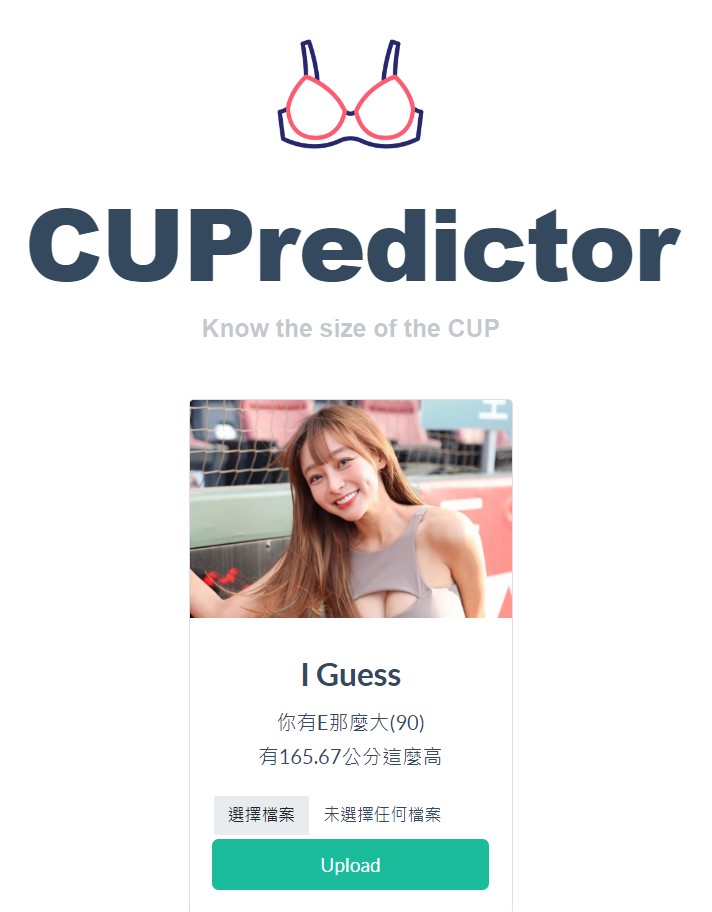 CUPredictor
Know the size of the CUP
I Guess
你有E那麼大(90)
有165.67公分這麼高
選擇檔案 未選擇任何檔案
Upload